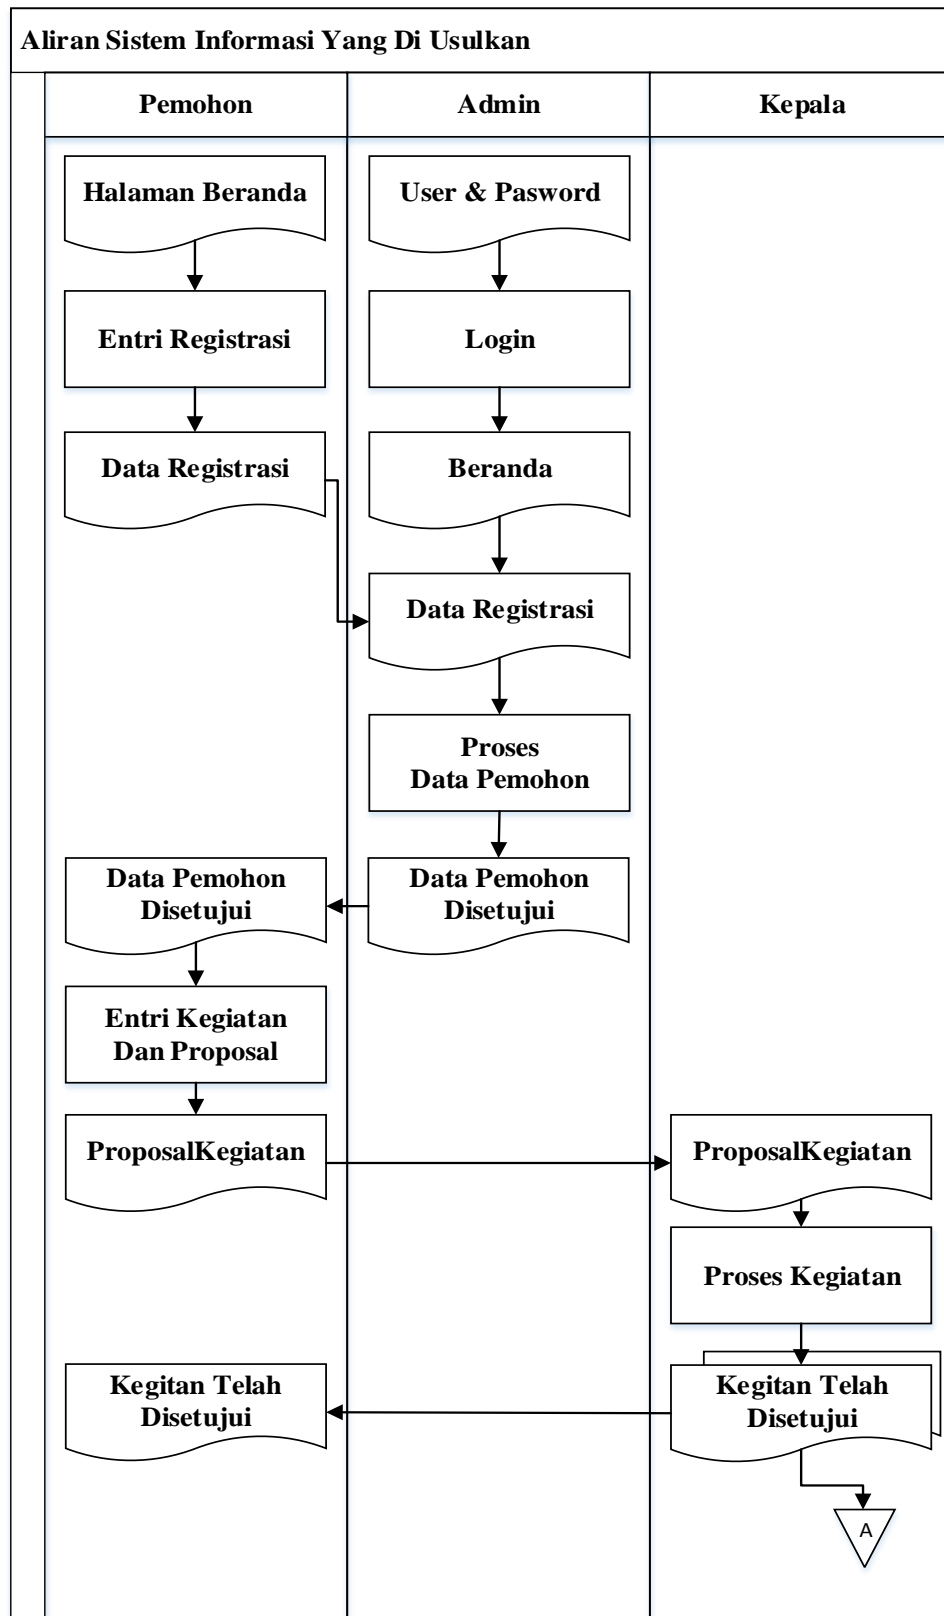 Aliran Sistem Informasi Yang Di Usulkan
Pemohon
Admin
Kepala
Halaman Beranda
User & Pasword
Entri Registrasi
Login
Data Registrasi
Beranda
Data Registrasi
Proses
Data Pemohon
Data Pemohon
Disetujui
Data Pemohon
Disetujui
Entri Kegiatan
Dan Proposal
ProposalKegiatan
ProposalKegiatan
Proses Kegiatan
Kegitan Telah
Disetujui
Kegitan Telah
Disetujui
A